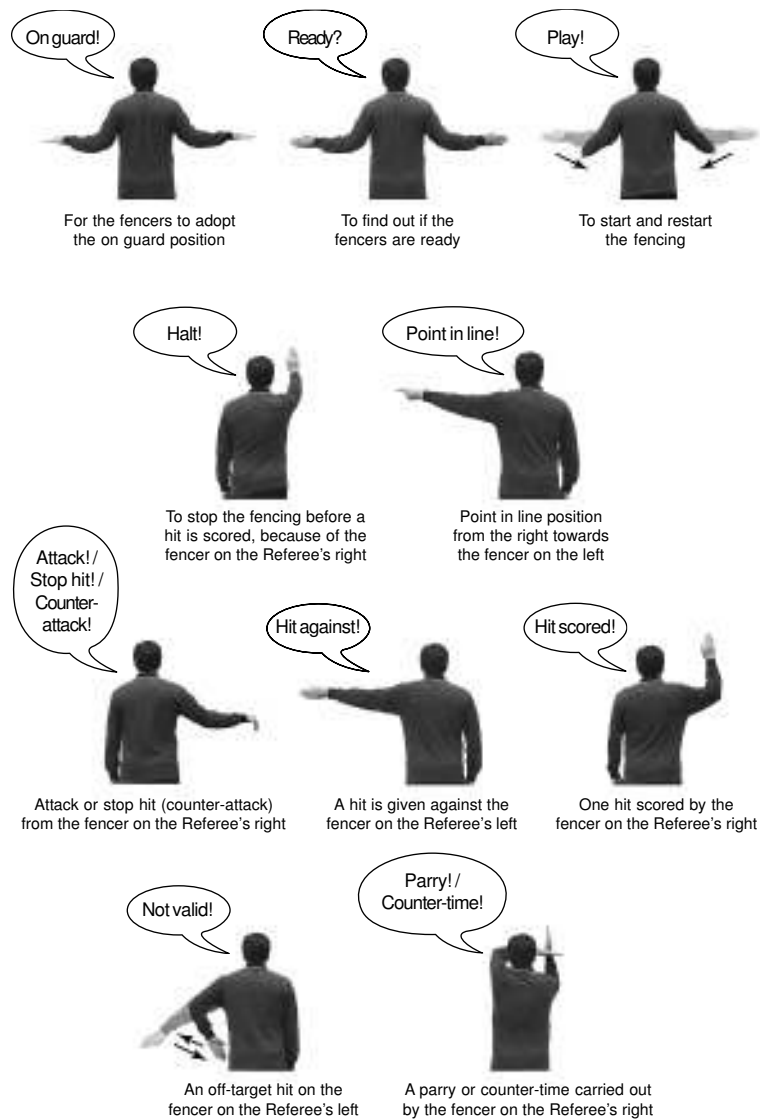 On guard!
Ready?
Play!
For the fencers to adopt
the on guard position
To find out if the
fencers are ready
To start and restart
the fencing
Halt!
Point in line!
To stop the fencing before a
hit is scored, because of the
fencer on the Referee's right
Point in line position
from the right towards
the fencer on the left
Attack! /
Stop hit! /
Counter-
attack!
Hit against!
Hit scored!
Attack or stop hit (counter-attack)
from the fencer on the Referee's right
A hit is given against the
fencer on the Referee's left
One hit scored by the
fencer on the Referee's right
Not valid!
Parry! /
Counter-time!
An off-target hit on the
fencer on the Referee's left
A parry or counter-time carried out
by the fencer on the Referee's right